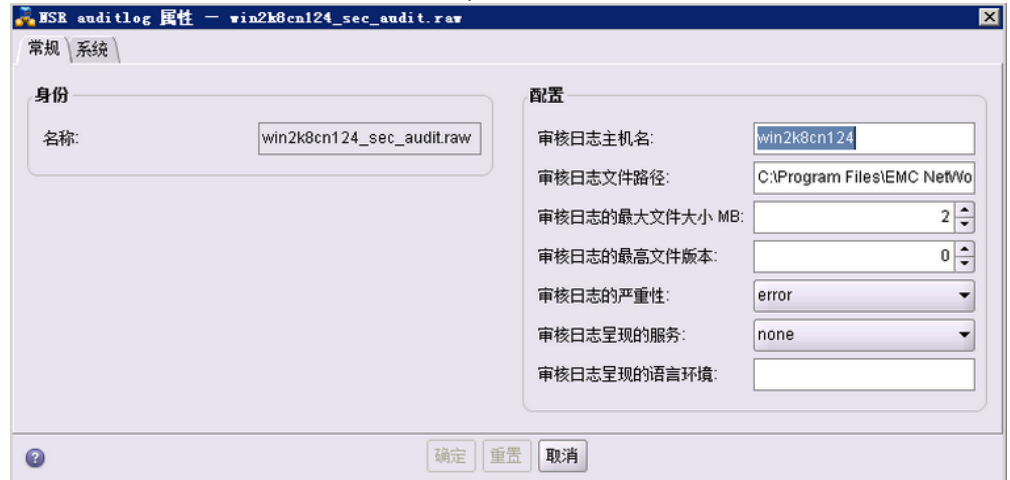 NSR auditlog 属性 — win2k8cn124_sec_audit.raw
常规
系统
身份
名称:
win2k8cn124_sec_audit.raw
配置
审核日志主机名:
win2k8cn124
审核日志文件路径:
C:\Program Files\EMC NetWo
审核日志的最大文件大小 MB:
2
审核日志的最高文件版本:
0
审核日志的严重性:
error
审核日志呈现的服务:
none
审核日志呈现的语言环境:
确定
重置
取消